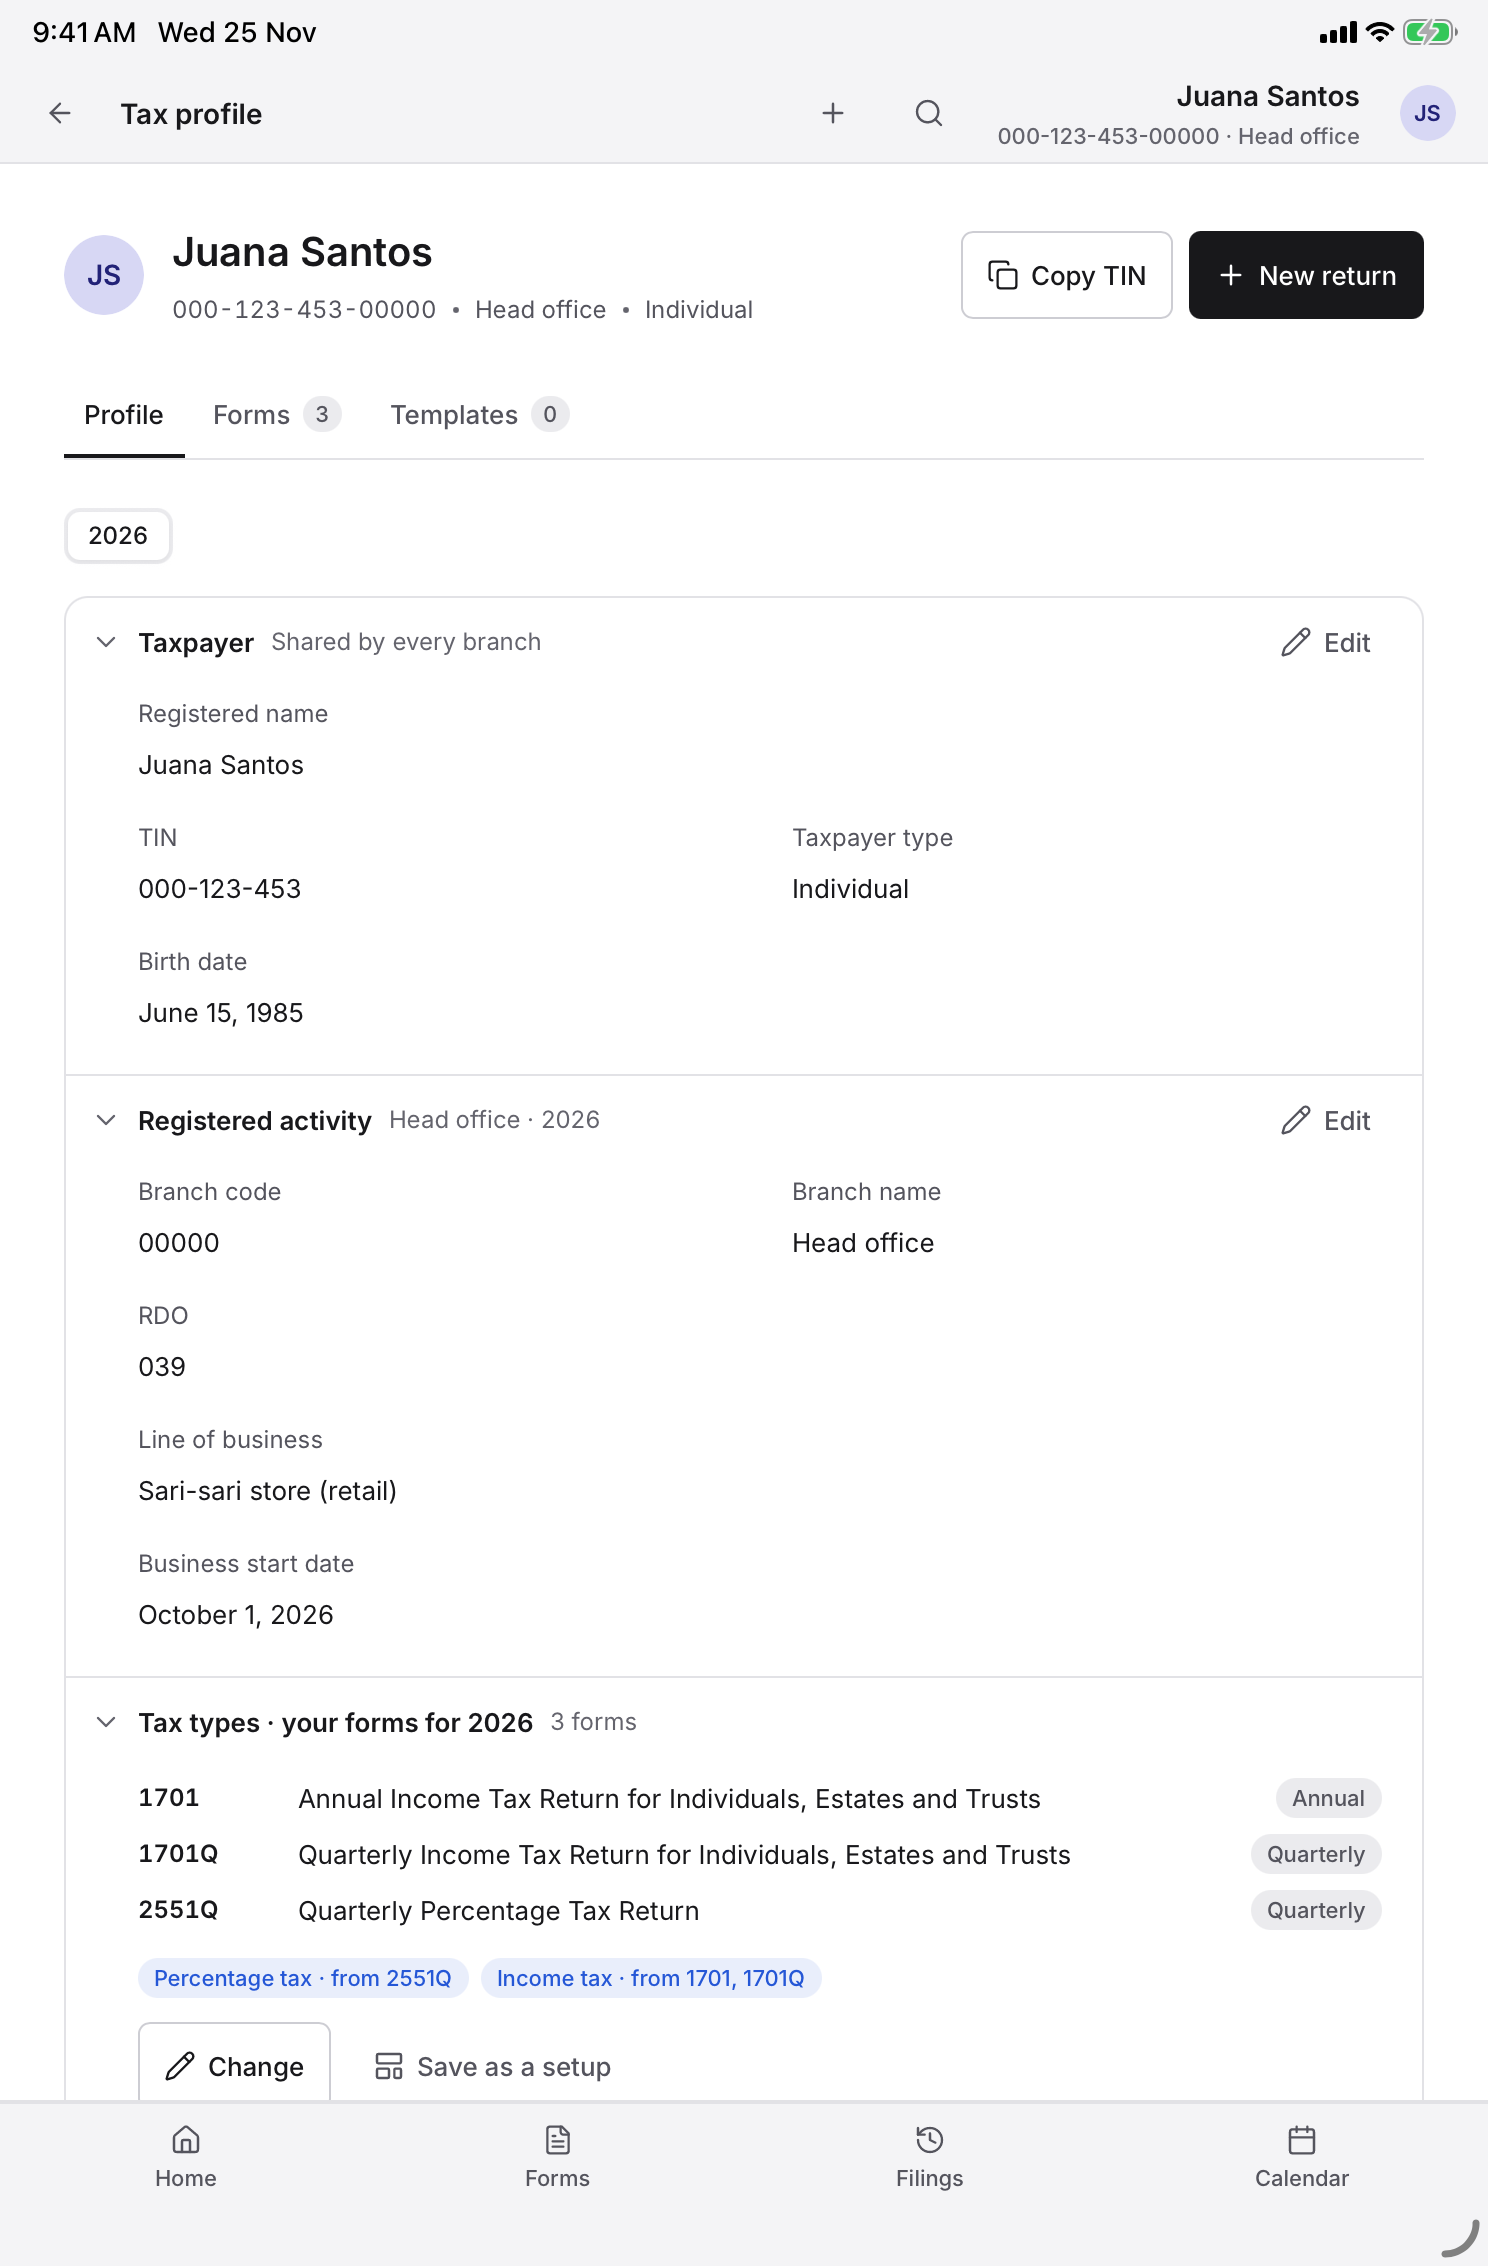 9:41 AM Wed 25 Nov
Tax profile
Juana Santos
000-123-453-00000 · Head office
JS
JS
Juana Santos
000-123-453-00000 • Head office • Individual
Copy TIN
New return
Profile
Forms 3
Templates 0
2026
Taxpayer Shared by every branch
Edit
Registered name
Juana Santos
TIN
000-123-453
Taxpayer type
Individual
Birth date
June 15, 1985
Registered activity Head office · 2026
Edit
Branch code
00000
Branch name
Head office
RDO
039
Line of business
Sari-sari store (retail)
Business start date
October 1, 2026
Tax types · your forms for 2026 3 forms
1701 Annual Income Tax Return for Individuals, Estates and Trusts Annual
1701Q Quarterly Income Tax Return for Individuals, Estates and Trusts Quarterly
2551Q Quarterly Percentage Tax Return Quarterly
Percentage tax · from 2551Q
Income tax · from 1701, 1701Q
Change
Save as a setup
Home
Forms
Filings
Calendar